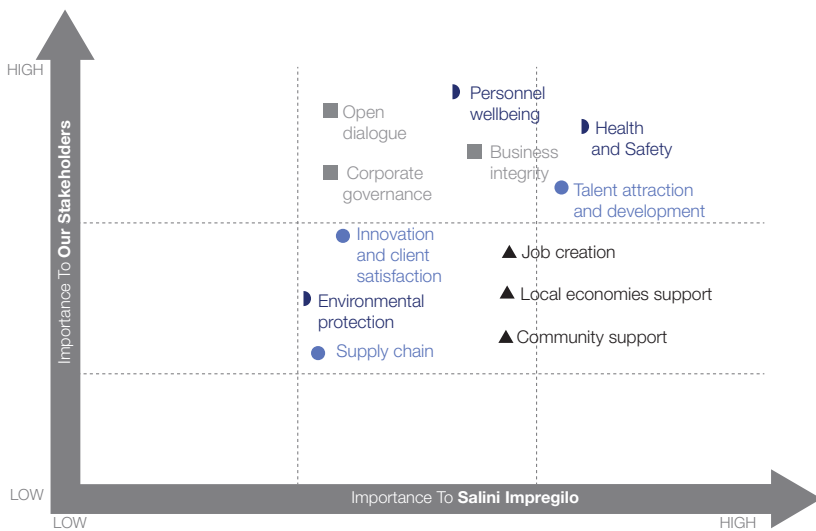 HIGH
Importance To Our Stakeholders
Open
dialogue
Personnel
wellbeing
Health
and Safety
Corporate
governance
Business
integrity
Talent attraction
and development
Innovation
and client
satisfaction
Job creation
Environmental
protection
Local economies support
Supply chain
Community support
LOW
Importance To Salini Impregilo
LOW
HIGH